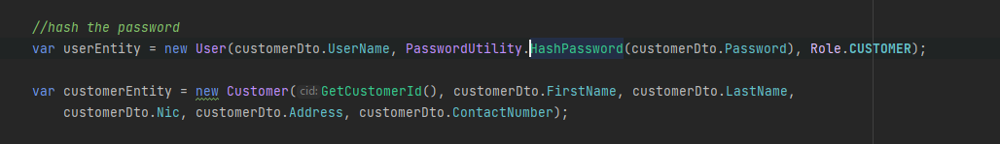 //hash the password
var userEntity = new User(customerDto.UserName, PasswordUtility.HashPassword(customerDto.Password), Role.CUSTOMER);
var customerEntity = new Customer( cid: GetCustomerId(), customerDto.FirstName, customerDto.LastName,
customerDto.Nic, customerDto.Address, customerDto.ContactNumber);